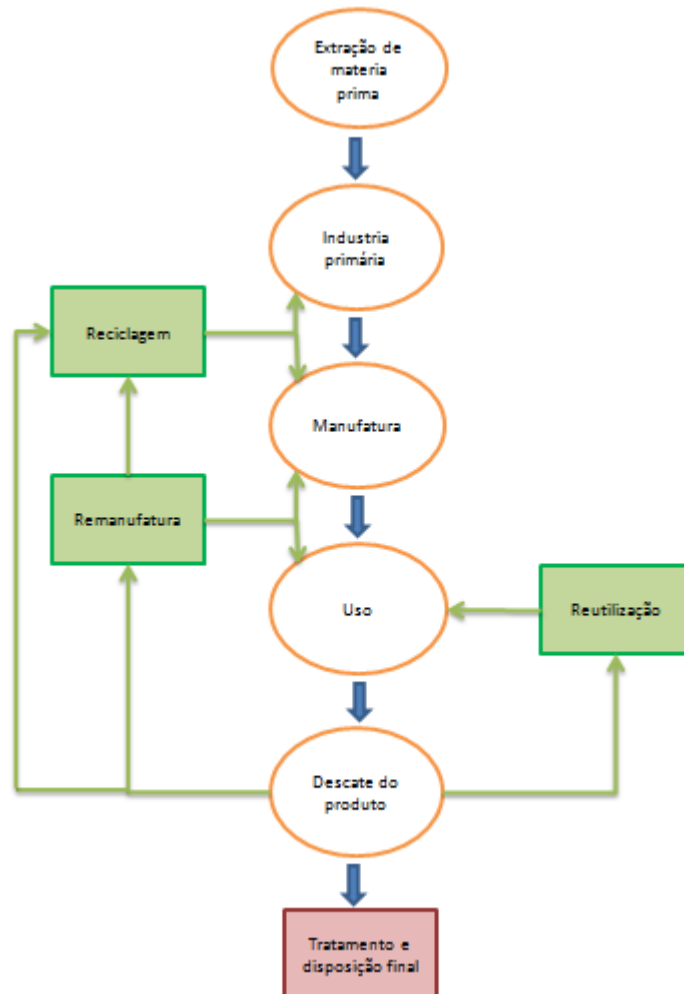 Extração de
materia
prima
Industria
primária
Reciclagem
Manufatura
Remanufatura
Uso
Reutilização
Descate do
produto
Tratamento e
disposição final